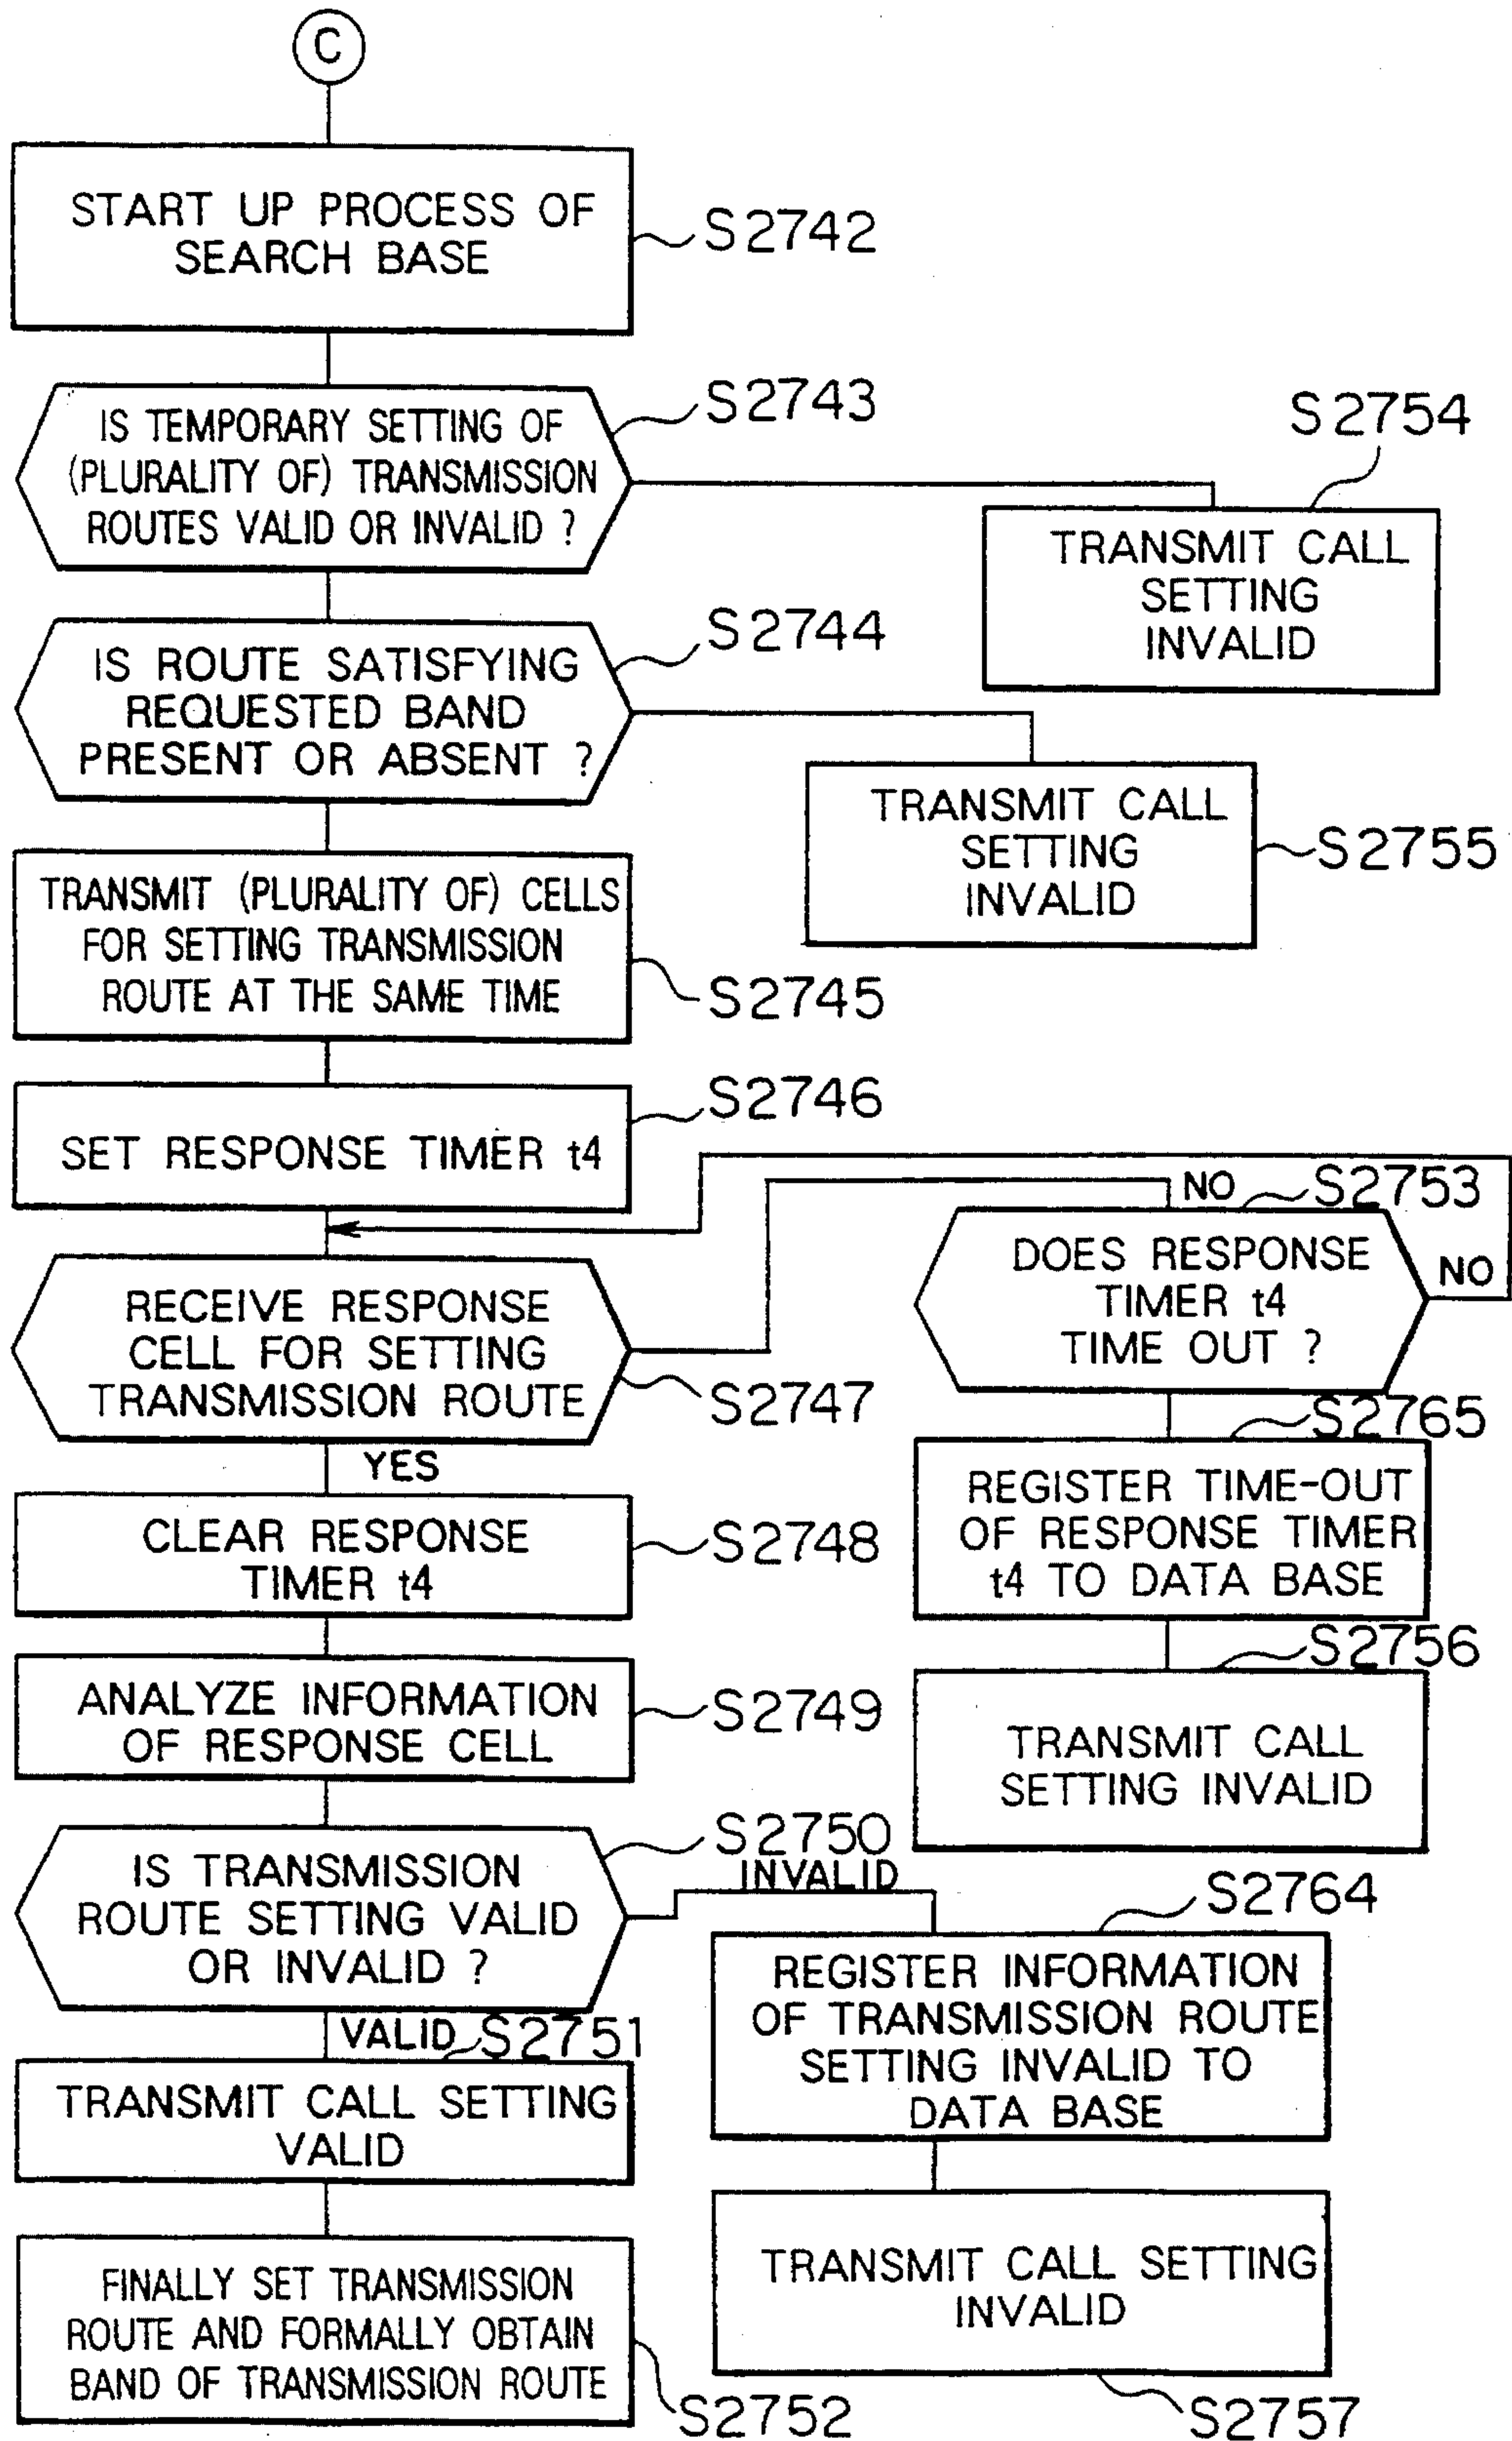 C
START UP PROCESS OF
SEARCH BASE
S2742
IS TEMPORARY SETTING OF
(PLURALITY OF) TRANSMISSION
ROUTES VALID OR INVALID ?
S2743
S2754
TRANSMIT CALL
SETTING
INVALID
IS ROUTE SATISFYING
REQUESTED BAND
PRESENT OR ABSENT ?
S2744
TRANSMIT CALL
SETTING
INVALID
S2755
TRANSMIT (PLURALITY OF) CELLS
FOR SETTING TRANSMISSION
ROUTE AT THE SAME TIME
S2745
SET RESPONSE TIMER t4
S2746
NO
S2753
DOES RESPONSE
TIMER t4
TIME OUT ?
NO
RECEIVE RESPONSE
CELL FOR SETTING
TRANSMISSION ROUTE
S2747
YES
S2765
REGISTER TIME-OUT
OF RESPONSE TIMER
t4 TO DATA BASE
CLEAR RESPONSE
TIMER t4
S2748
S2756
TRANSMIT CALL
SETTING INVALID
ANALYZE INFORMATION
OF RESPONSE CELL
S2749
IS TRANSMISSION
ROUTE SETTING VALID
OR INVALID ?
S2750
INVALID
S2764
REGISTER INFORMATION
OF TRANSMISSION ROUTE
SETTING INVALID TO
DATA BASE
VALID
S2751
TRANSMIT CALL SETTING
VALID
TRANSMIT CALL SETTING
INVALID
S2757
FINALLY SET TRANSMISSION
ROUTE AND FORMALLY OBTAIN
BAND OF TRANSMISSION ROUTE
S2752